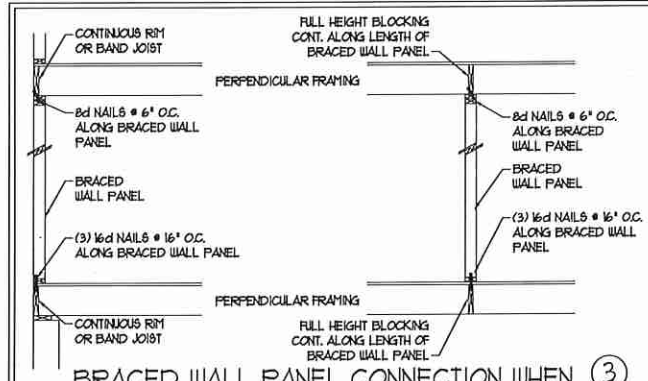 CONTINUOUS RIM
OR BAND JOIST
FULL HEIGHT BLOCKING
CONT. ALONG LENGTH OF
BRACED WALL PANEL
PERPENDICULAR FRAMING
8d NAILS @ 6" O.C.
ALONG BRACED WALL
PANEL
8d NAILS @ 6" O.C.
ALONG BRACED
WALL PANEL
BRACED
WALL PANEL
BRACED
WALL PANEL
(3) 16d NAILS @ 16" O.C.
ALONG BRACED WALL PANEL
(3) 16d NAILS @ 16" O.C.
ALONG BRACED WALL
PANEL
PERPENDICULAR FRAMING
CONTINUOUS RIM
OR BAND JOIST
FULL HEIGHT BLOCKING
CONT. ALONG LENGTH OF
BRACED WALL PANEL
BRACED WALL PANEL CONNECTION WHEN 3